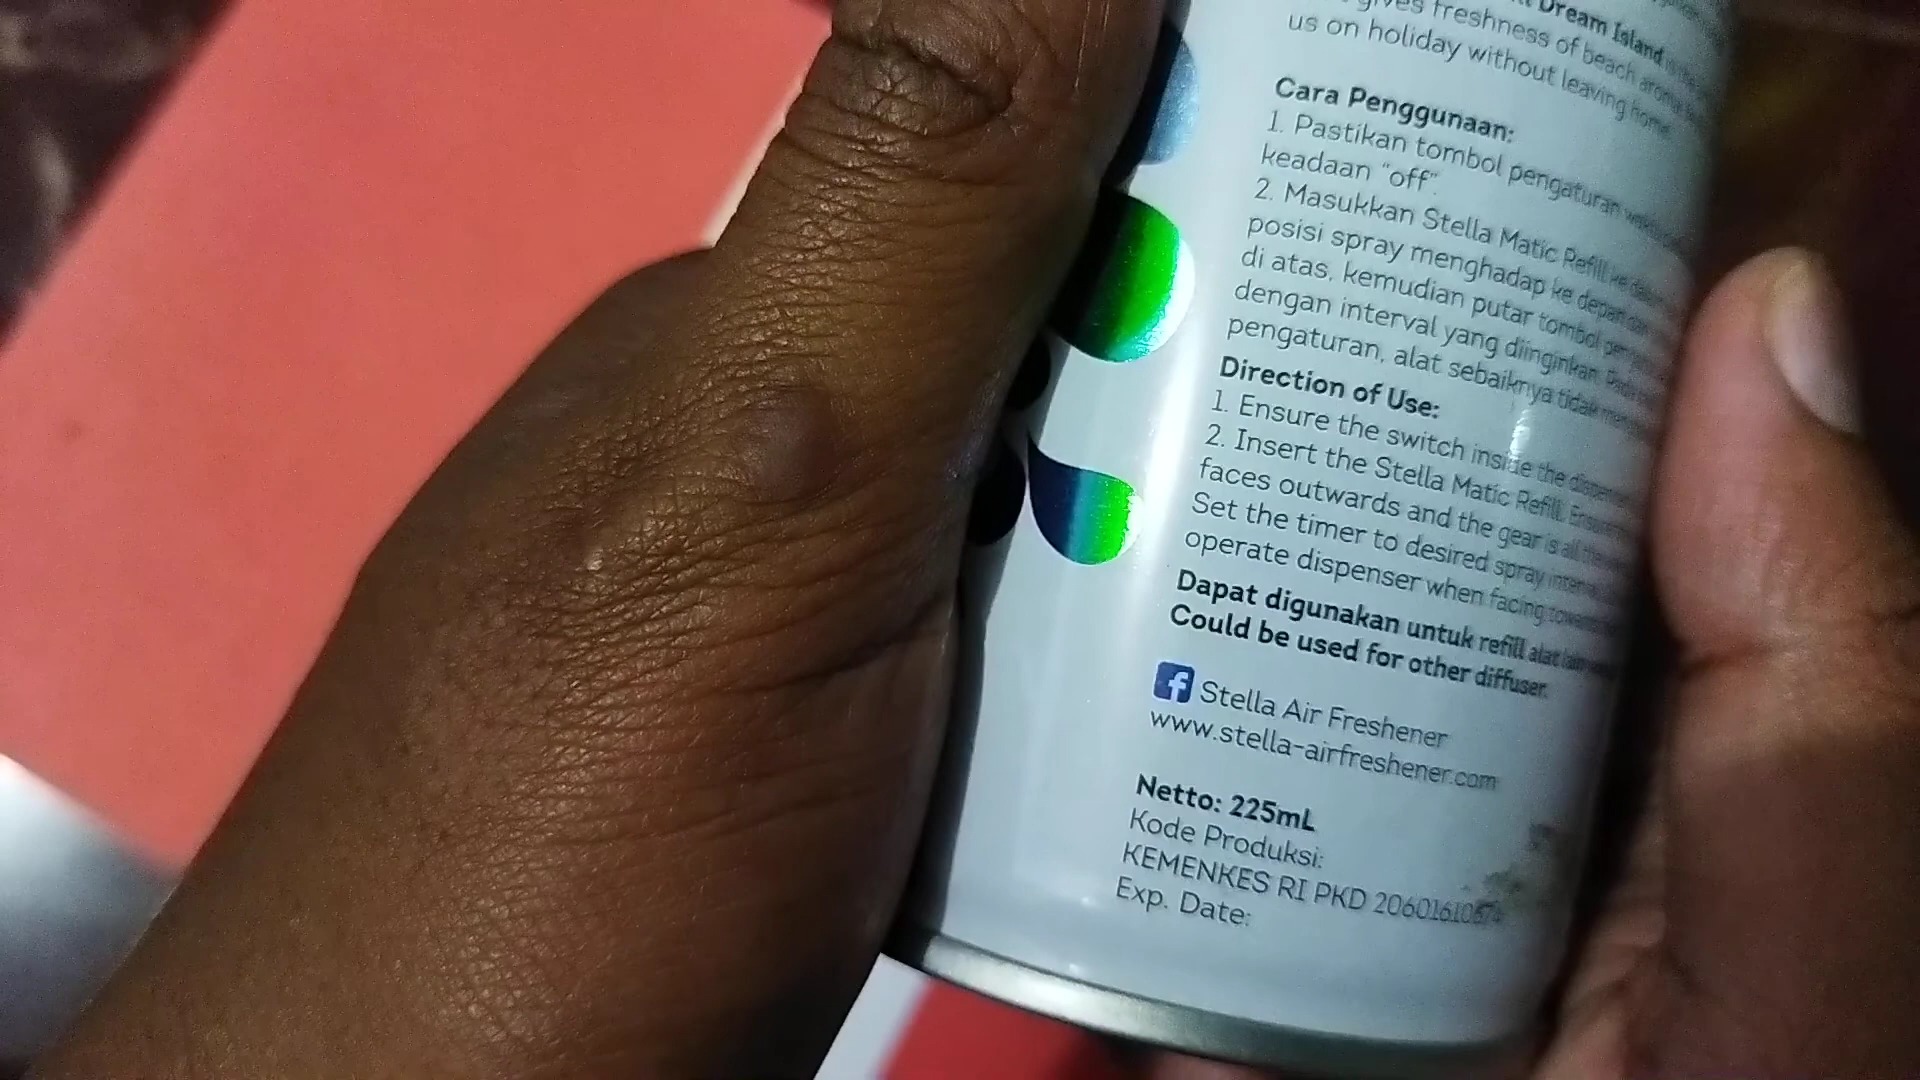 Dream Island
gives freshness of beach aroma
us on holiday without leaving home
Cara Penggunaan:
1. Pastikan tombol pengaturan
keadaan "off".
2. Masukkan Stella Matic Refill
posisi spray menghadap ke depan dan
di atas, kemudian putar tombol
dengan interval yang diinginkan.
pengaturan, alat sebaiknya tidak
Direction of Use:
1. Ensure the switch inside the
2. Insert the Stella Matic Refill. Ensure
faces outwards and the gear is
Set the timer to desired spray
operate dispenser when facing
Dapat digunakan untuk refill alat lain
Could be used for other diffuser.
f Stella Air Freshener
www.stella-airfreshener.com
Netto: 225mL
Kode Produksi:
KEMENKES RI PKD
Exp. Date: